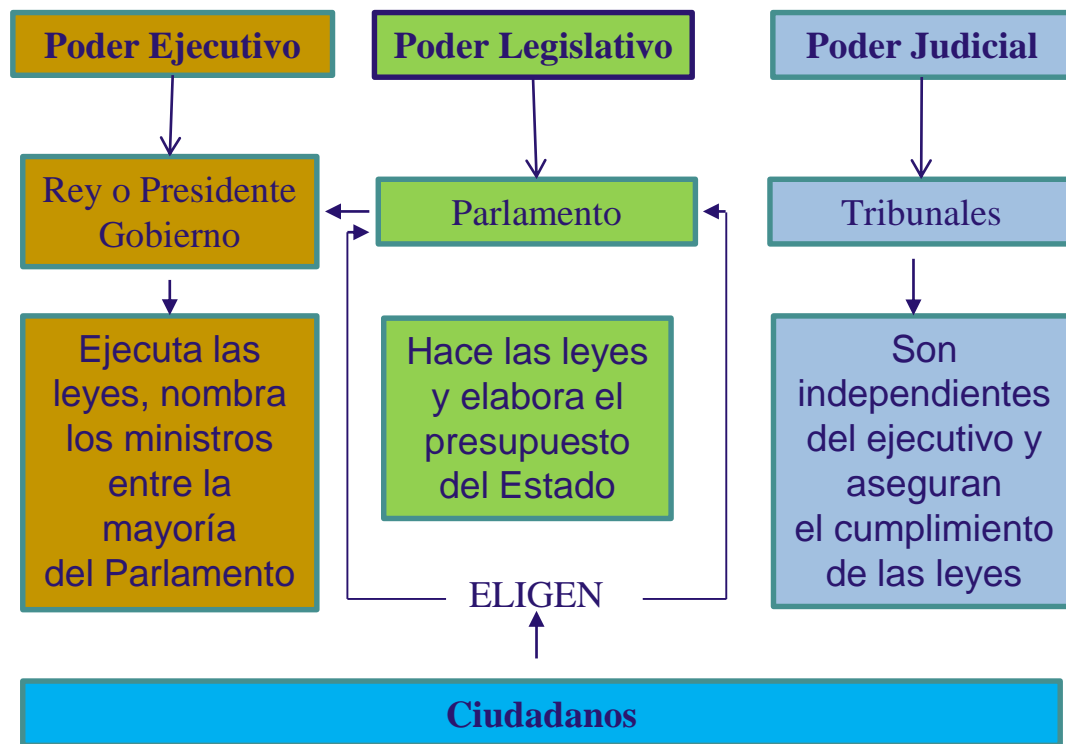 Poder Ejecutivo
Poder Legislativo
Poder Judicial
Rey o Presidente
Gobierno
Parlamento
Tribunales
Ejecuta las
leyes, nombra
los ministros
entre la
mayoría
del Parlamento
Hace las leyes
y elabora el
presupuesto
del Estado
Son
independientes
del ejecutivo y
aseguran
el cumplimiento
de las leyes
ELIGEN
Ciudadanos